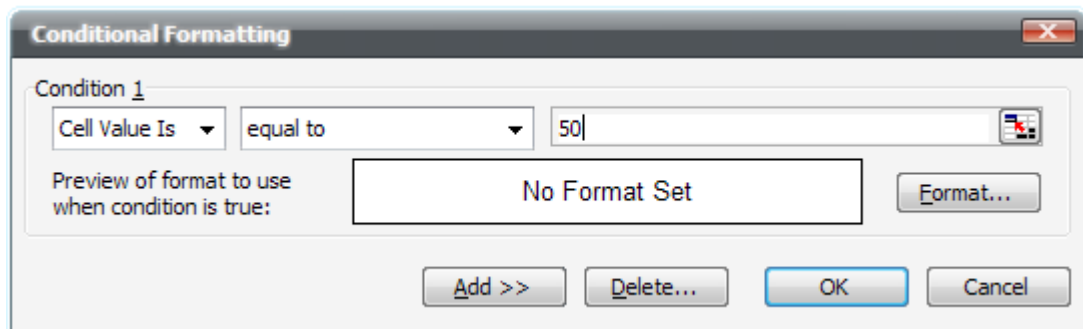 Conditional Formatting
Condition 1
Cell Value Is equal to 50
Preview of format to use
when condition is true:
No Format Set
Format...
Add >> Delete... OK Cancel